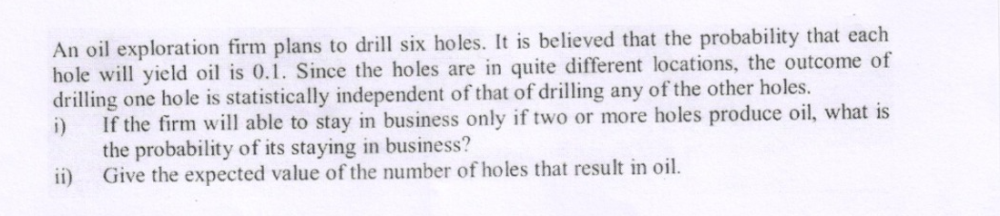 An oil exploration firm plans to drill six holes. It is believed that the probability that each
hole will yield oil is 0.1. Since the holes are in quite different locations, the outcome of
drilling one hole is statistically independent of that of drilling any of the other holes.
i) If the firm will able to stay in business only if two or more holes produce oil, what is
the probability of its staying in business?
ii) Give the expected value of the number of holes that result in oil.